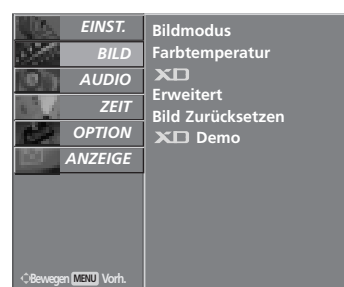 EINST.
BILD
AUDIO
ZEIT
OPTION
ANZEIGE
Bewegen MENU Vorh.
Bildmodus
Farbtemperatur
XD
Erweitert
Bild Zurücksetzen
XD Demo